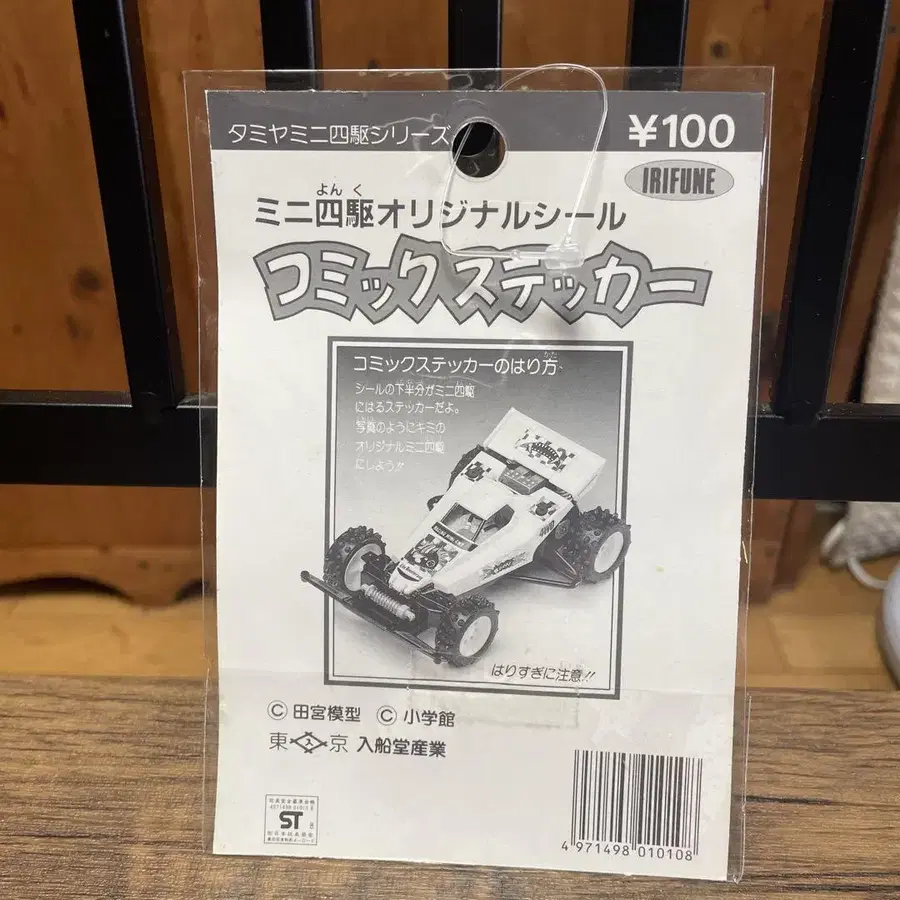 タミヤミニ四駆シリーズ
¥100
IRIFUNE
よんく
ミニ四駆オリジナルシール
コミックステッカー
コミックステッカーのはり方
かた
シールの下半分がミニ四駆
にはるステッカーだよ。
写真のようにキミの
オリジナルミニ四駆
にしよう!!
はりすぎに注意!!
© 田宮模型 © 小学館
東 入 京 入船堂産業
ST
4 971498 010108